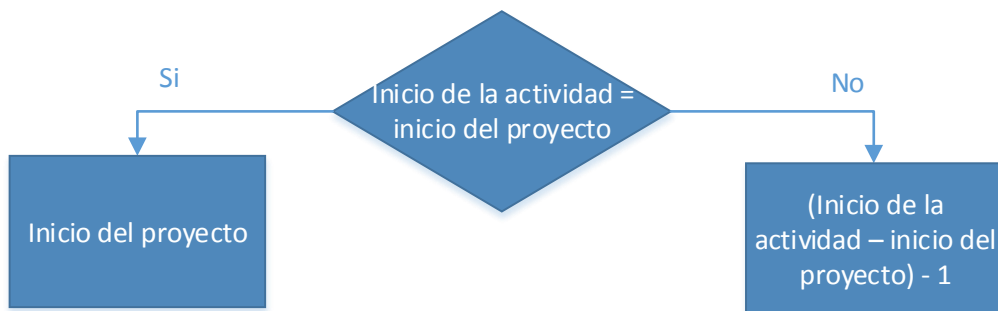 Si
Inicio de la actividad =
inicio del proyecto
No
Inicio del proyecto
(Inicio de la
actividad – inicio del
proyecto) - 1